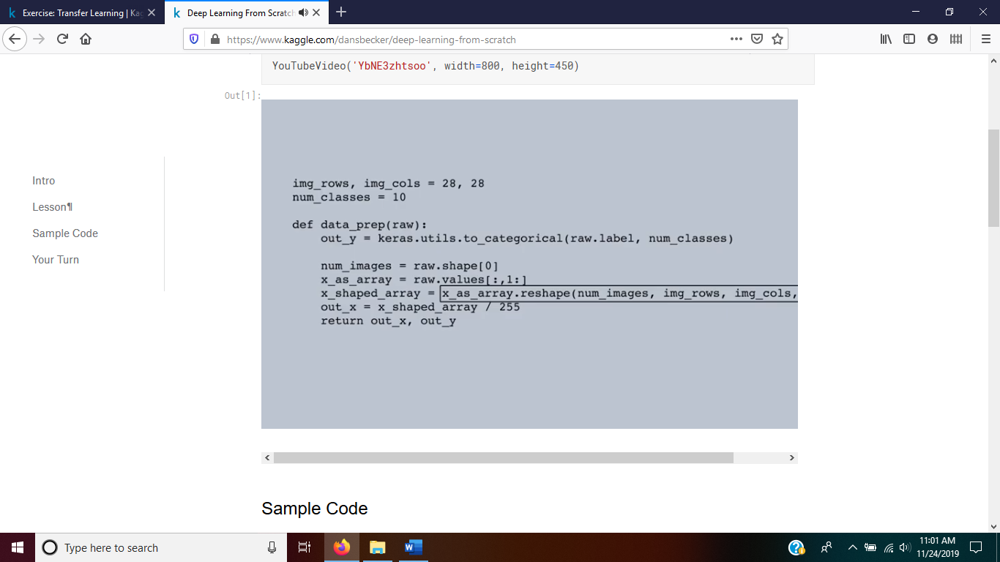 Exercise: Transfer Learning | Kag
Deep Learning From Scratch
https://www.kaggle.com/dansbecker/deep-learning-from-scratch
YouTubeVideo('YbNE3zhtsoo', width=800, height=450)
Out[1]:
Intro
Lesson¶
Sample Code
Your Turn
img_rows, img_cols = 28, 28
num_classes = 10
def data_prep(raw):
    out_y = keras.utils.to_categorical(raw.label, num_classes)
    num_images = raw.shape[0]
    x_as_array = raw.values[:,1:]
    x_shaped_array = x_as_array.reshape(num_images, img_rows, img_cols,
    out_x = x_shaped_array / 255
    return out_x, out_y
Sample Code
Type here to search
11:01 AM
11/24/2019